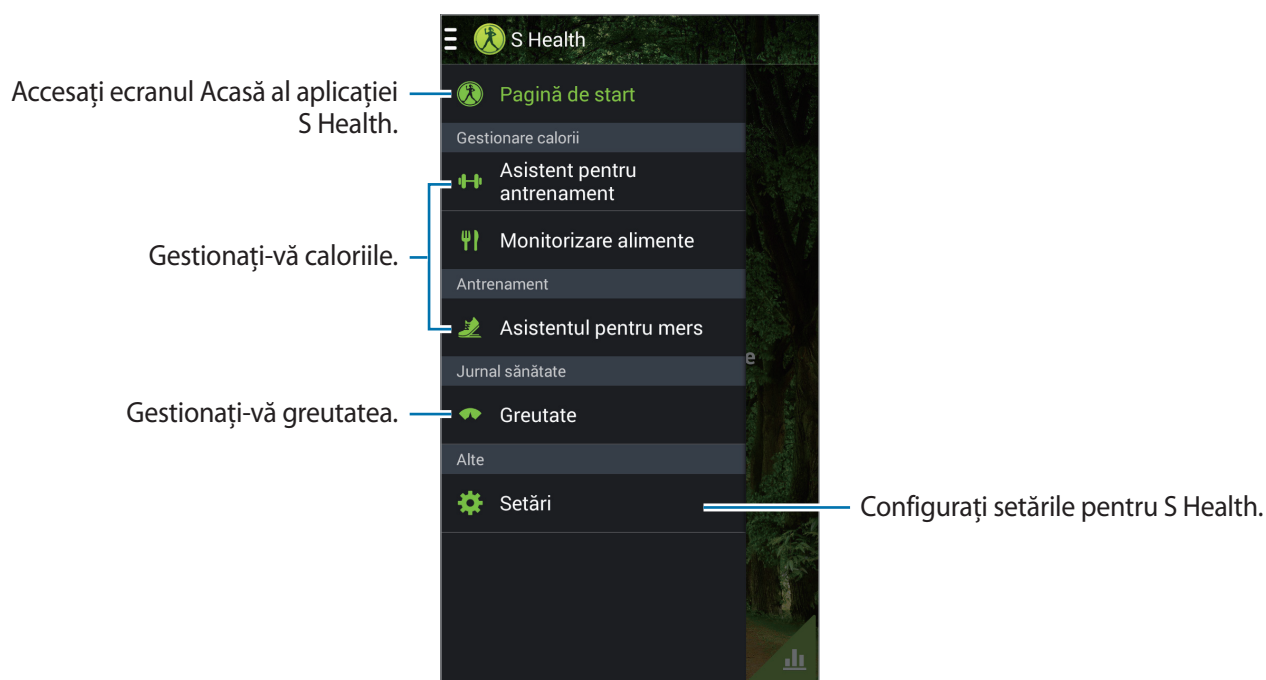 S Health
Accesați ecranul Acasă al aplicației
S Health.
Pagină de start
Gestionare calorii
Asistent pentru
antrenament
Gestionați-vă caloriile.
Monitorizare alimente
Antrenament
Asistentul pentru mers
e
Jurnal sănătate
Gestionați-vă greutatea.
Greutate
Alte
Setări
Configurați setările pentru S Health.